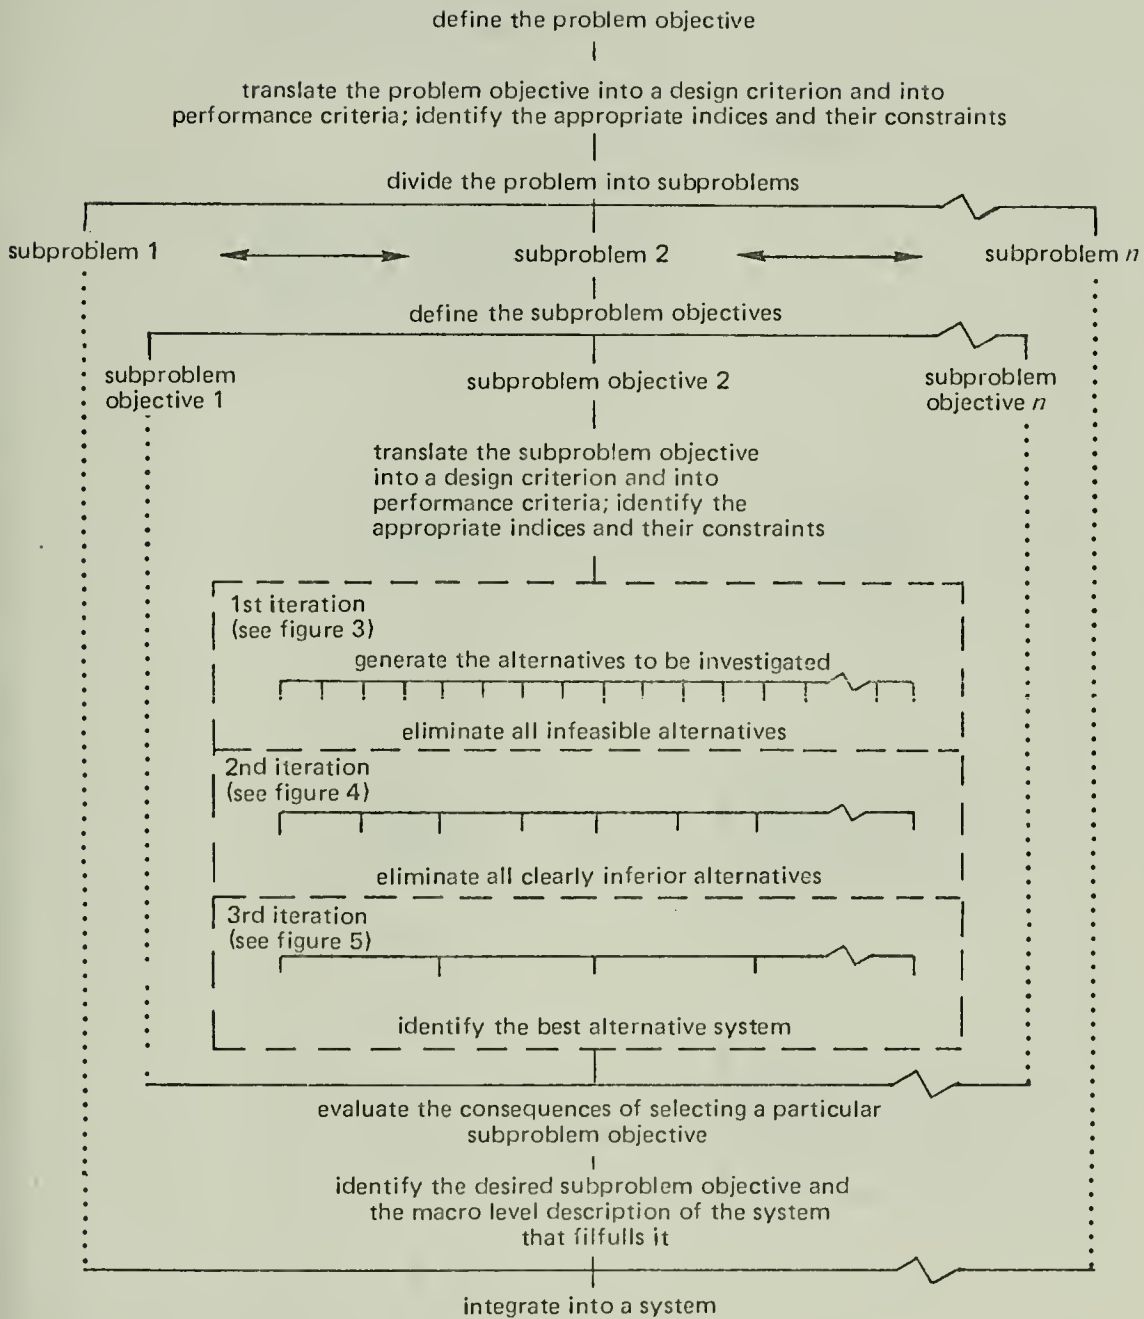 define the problem objective
translate the problem objective into a design criterion and into
performance criteria; identify the appropriate indices and their constraints
divide the problem into subproblems
subproblem 1
subproblem 2
subproblem n
define the subproblem objectives
subproblem
objective 1
subproblem objective 2
subproblem
objective n
translate the subproblem objective
into a design criterion and into
performance criteria; identify the
appropriate indices and their constraints
1st iteration
(see figure 3)
generate the alternatives to be investigated
eliminate all infeasible alternatives
2nd iteration
(see figure 4)
eliminate all clearly inferior alternatives
3rd iteration
(see figure 5)
identify the best alternative system
evaluate the consequences of selecting a particular
subproblem objective
identify the desired subproblem objective and
the macro level description of the system
that filfulls it
integrate into a system